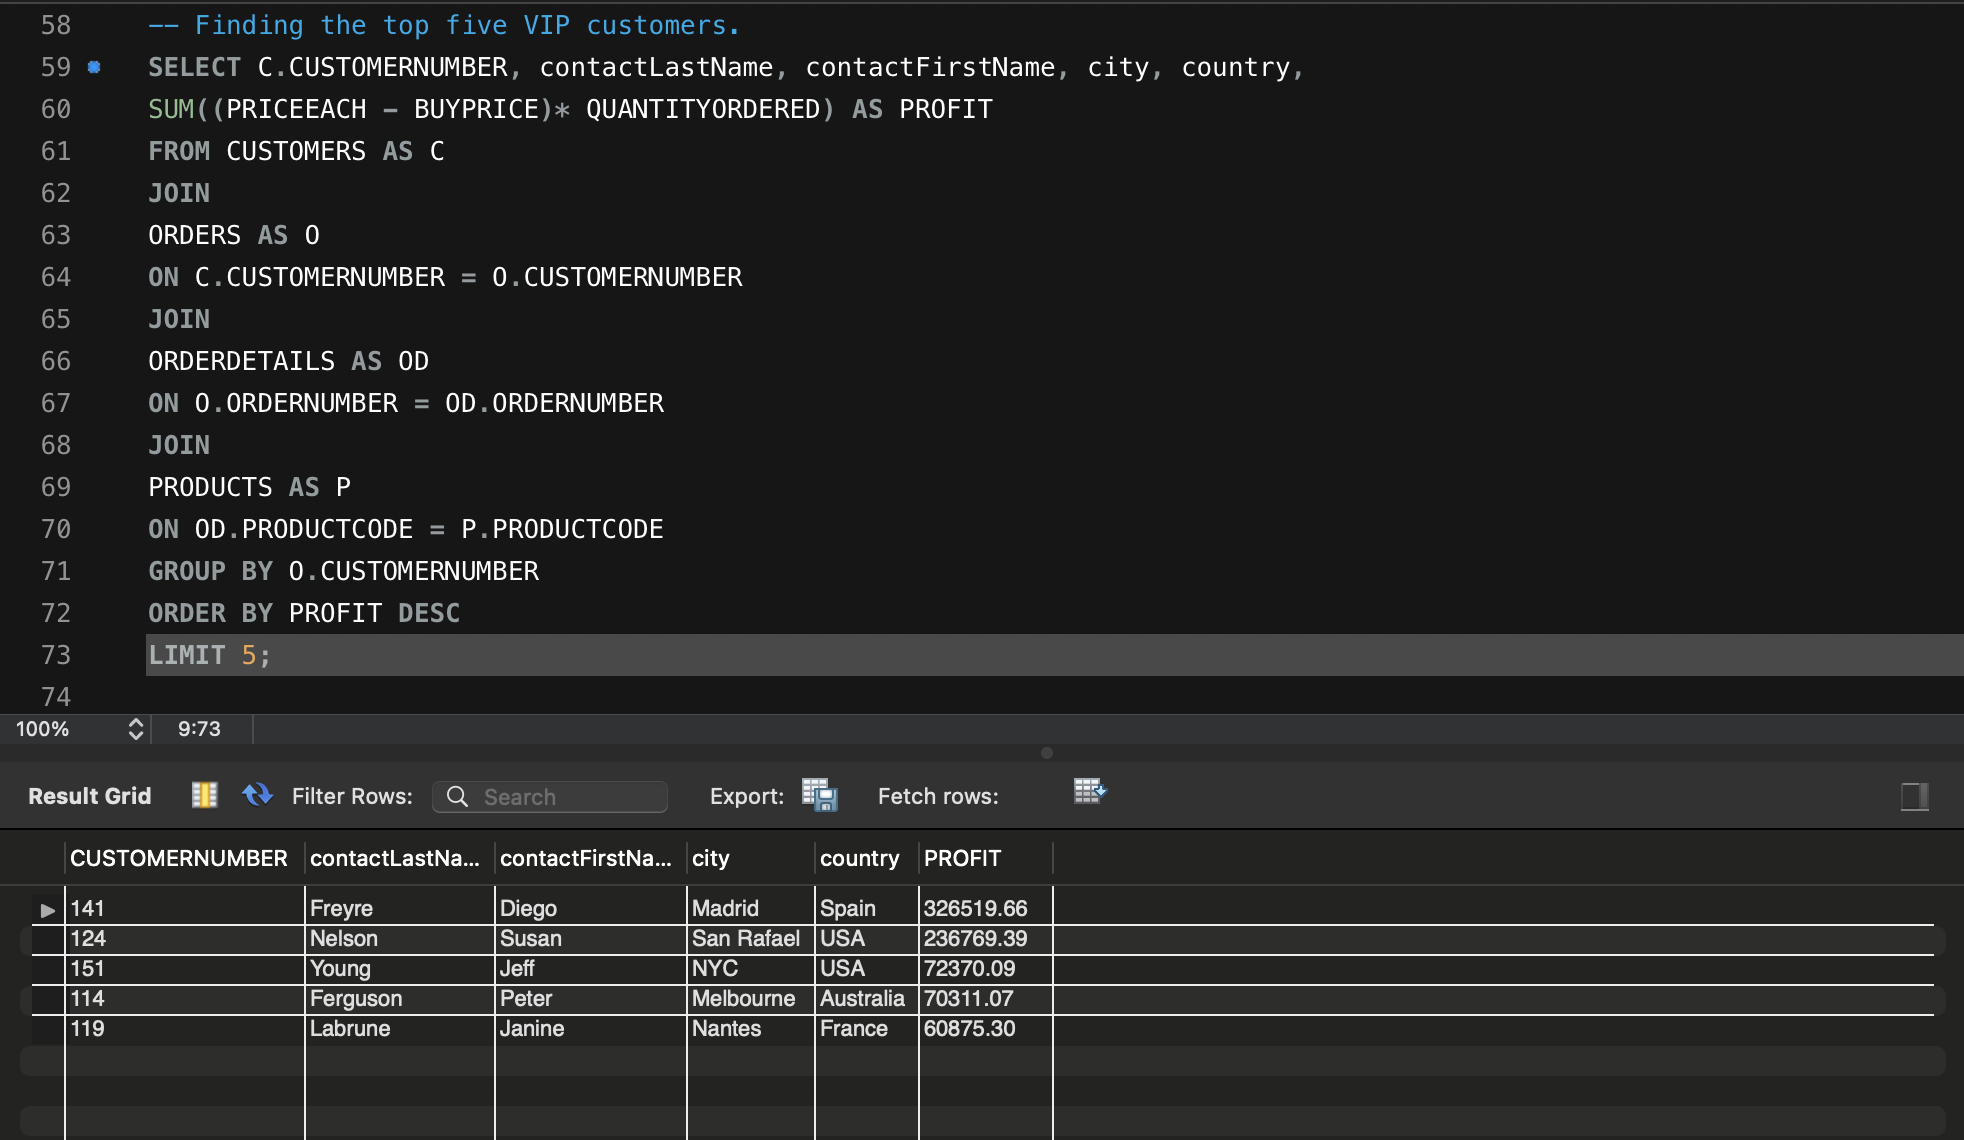 58 -- Finding the top five VIP customers.
59 SELECT C.CUSTOMERNUMBER, contactLastName, contactFirstName, city, country,
60 SUM((PRICEEACH - BUYPRICE)* QUANTITYORDERED) AS PROFIT
61 FROM CUSTOMERS AS C
62 JOIN
63 ORDERS AS O
64 ON C.CUSTOMERNUMBER = O.CUSTOMERNUMBER
65 JOIN
66 ORDERDETAILS AS OD
67 ON O.ORDERNUMBER = OD.ORDERNUMBER
68 JOIN
69 PRODUCTS AS P
70 ON OD.PRODUCTCODE = P.PRODUCTCODE
71 GROUP BY O.CUSTOMERNUMBER
72 ORDER BY PROFIT DESC
73 LIMIT 5;
74
100% 9:73
Result Grid Filter Rows: Search Export: Fetch rows:
CUSTOMERNUMBER contactLastNa... contactFirstNa... city country PROFIT
141 Freyre Diego Madrid Spain 326519.66
124 Nelson Susan San Rafael USA 236769.39
151 Young Jeff NYC USA 72370.09
114 Ferguson Peter Melbourne Australia 70311.07
119 Labrune Janine Nantes France 60875.30